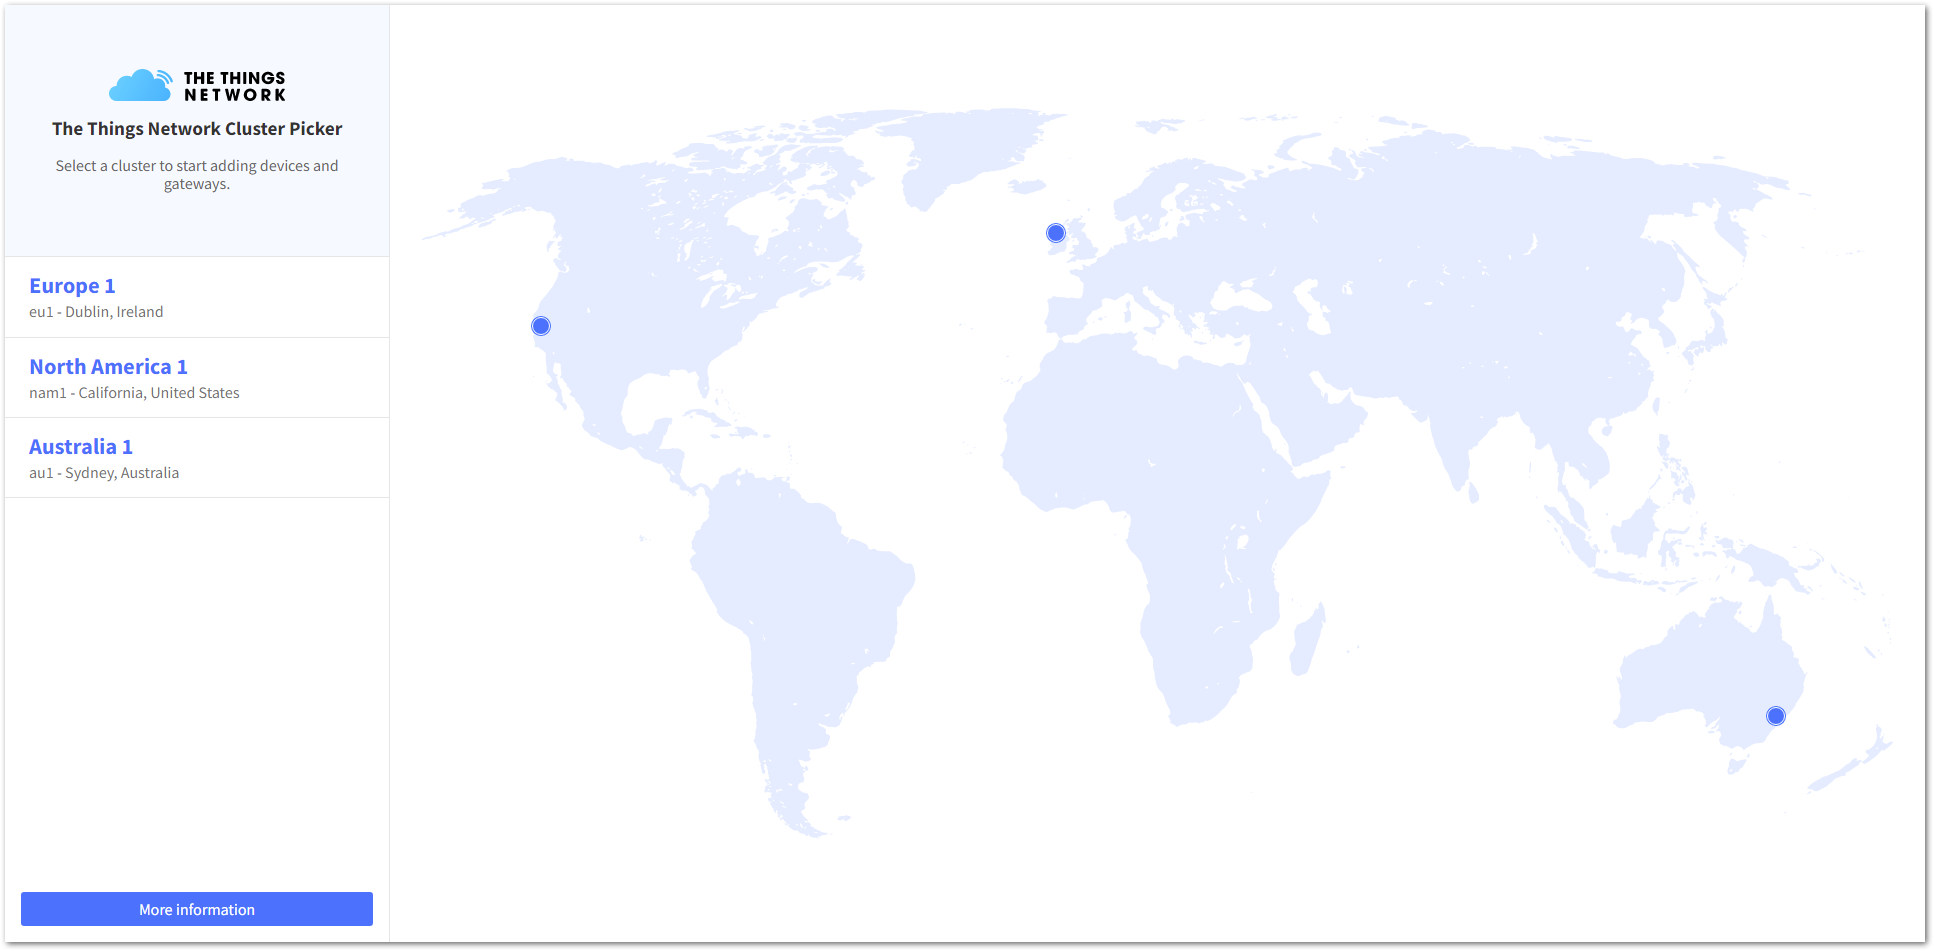 THE THINGS
NETWORK
The Things Network Cluster Picker
Select a cluster to start adding devices and
gateways.
Europe 1
eu1 - Dublin, Ireland
North America 1
nam1 - California, United States
Australia 1
au1 - Sydney, Australia
More information